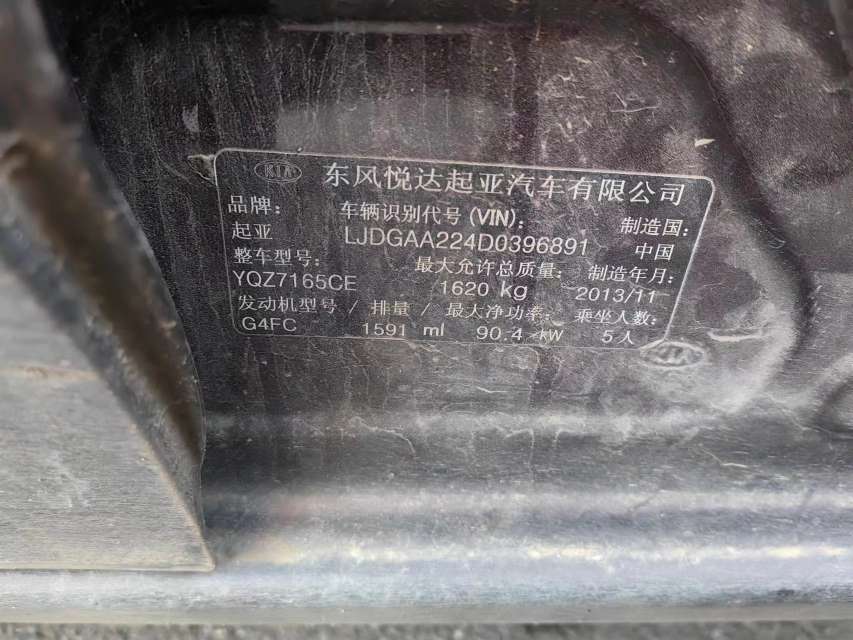 KIA 东风悦达起亚汽车有限公司
品牌： 车辆识别代号(VIN)： 制造国：
起亚 LJDGAA224D0396891 中国
整车型号： 最大允许总质量： 制造年月：
YQZ7165CE 1620 kg 2013/11
发动机型号 / 排量 / 最大净功率： 乘坐人数：
G4FC 1591 ml 90.4 kW 5人
KIA